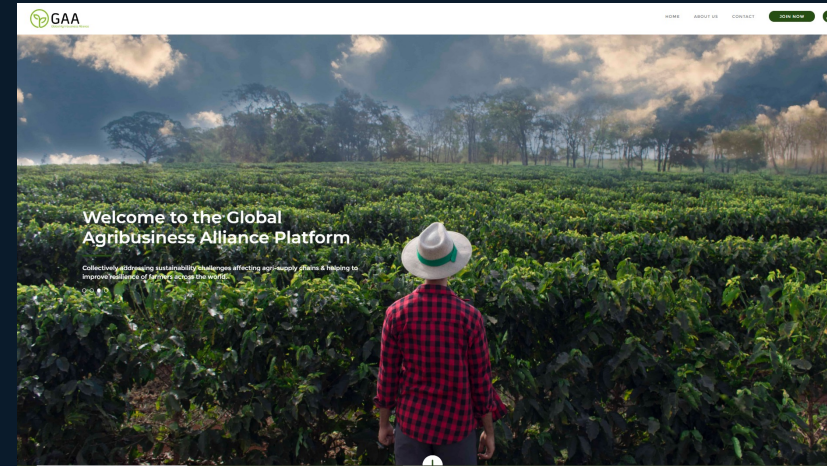 GAA
HOME
ABOUT US
CONTACT
JOIN NOW
Welcome to the Global
Agribusiness Alliance Platform
Collectively addressing sustainability challenges affecting agri-supply chains & helping to
improve resilience of farmers across the world.